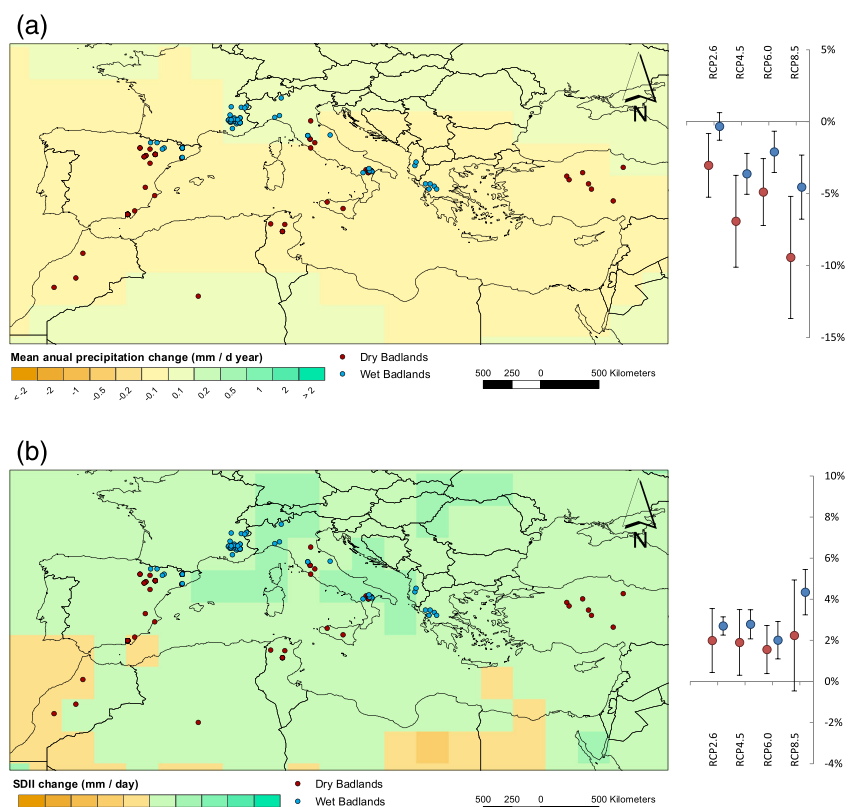 (a)
N
RCP2.6
RCP4.5
RCP6.0
RCP8.5
5%
0%
-5%
-10%
-15%
Mean anual precipitation change (mm / d year)
< -2
-2
-1
-0.5
-0.2
-0.1
0.1
0.2
0.5
1
2
> 2
Dry Badlands
Wet Badlands
500 250 0 500 Kilometers
(b)
N
10%
8%
6%
4%
2%
0%
-2%
-4%
RCP2.6
RCP4.5
RCP6.0
RCP8.5
SDII change (mm / day)
Dry Badlands
Wet Badlands
500 250 0 500 Kilometers